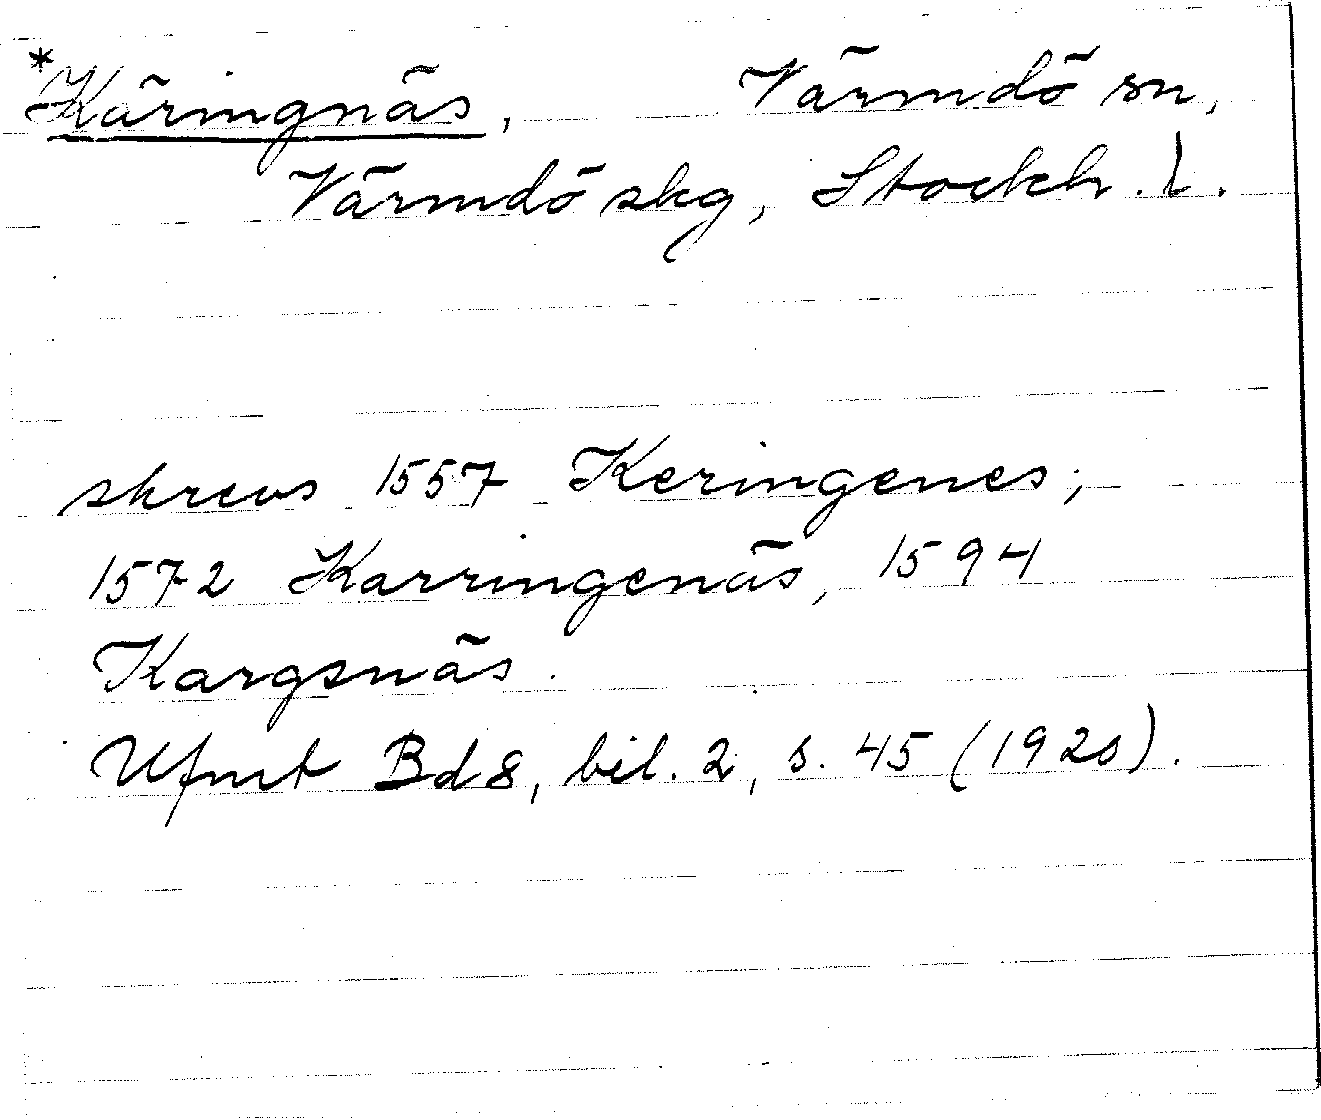 *Käringnäs, Värmdö sn,
Värmdö skg, Stockh. l.
skrevs 1557 Keringenes;
1572 Karringenäs, 1594
Kargsnäs.
Ufmt Bd 8, bil. 2, s. 45 (1920).